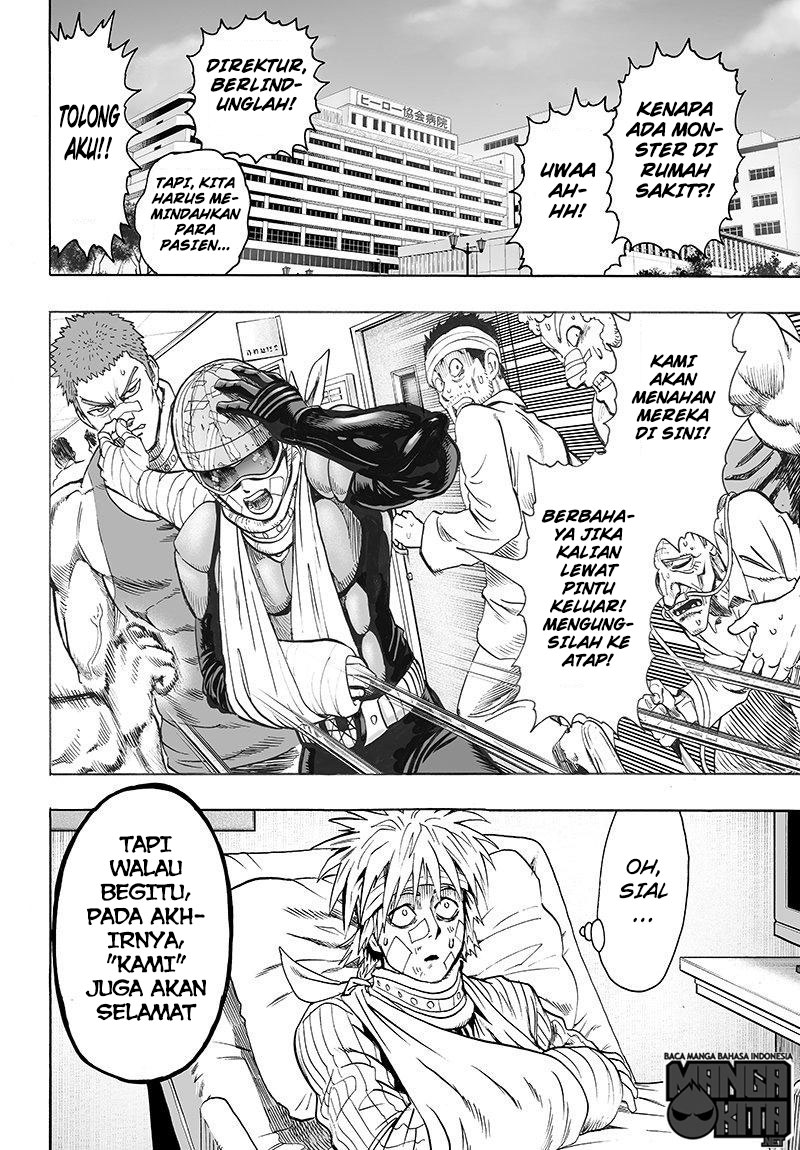 KENAPA
ADA MON-
STER DI
RUMAH
SAKIT?!
UWAA
AH-
HH!
ヒーロー協会病院
DIREKTUR,
BERLIND-
UNGLAH!
TAPI, KITA
HARUS ME-
MINDAHKAN
PARA
PASIEN...
TOLONG
AKU!!
KAMI
AKAN
MENAHAN
MEREKA
DI SINI!
BERBAHA-
YA JIKA
KALIAN
LEWAT
PINTU
KELUAR!
MENGUNG-
SILAH KE
ATAP!
OH,
SIAL
...
TAPI
WALAU
BEGITU,
PADA AKH-
IRNYA,
"KAMI"
JUGA AKAN
SELAMAT
BACA MANGA BAHASA INDONESIA
MANGA
KITA
.NET